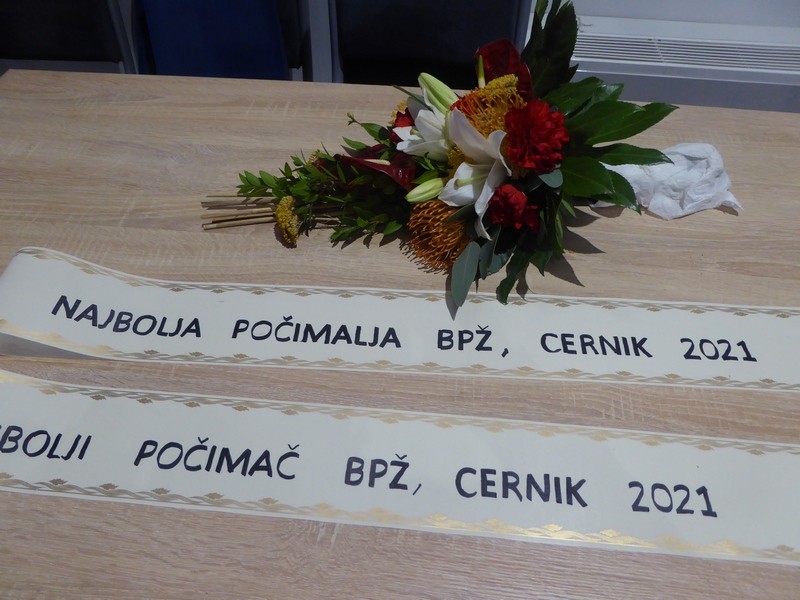 NAJBOLJA POČIMALJA BPŽ, CERNIK 2021
BOLJI POČIMAČ BPŽ, CERNIK 2021